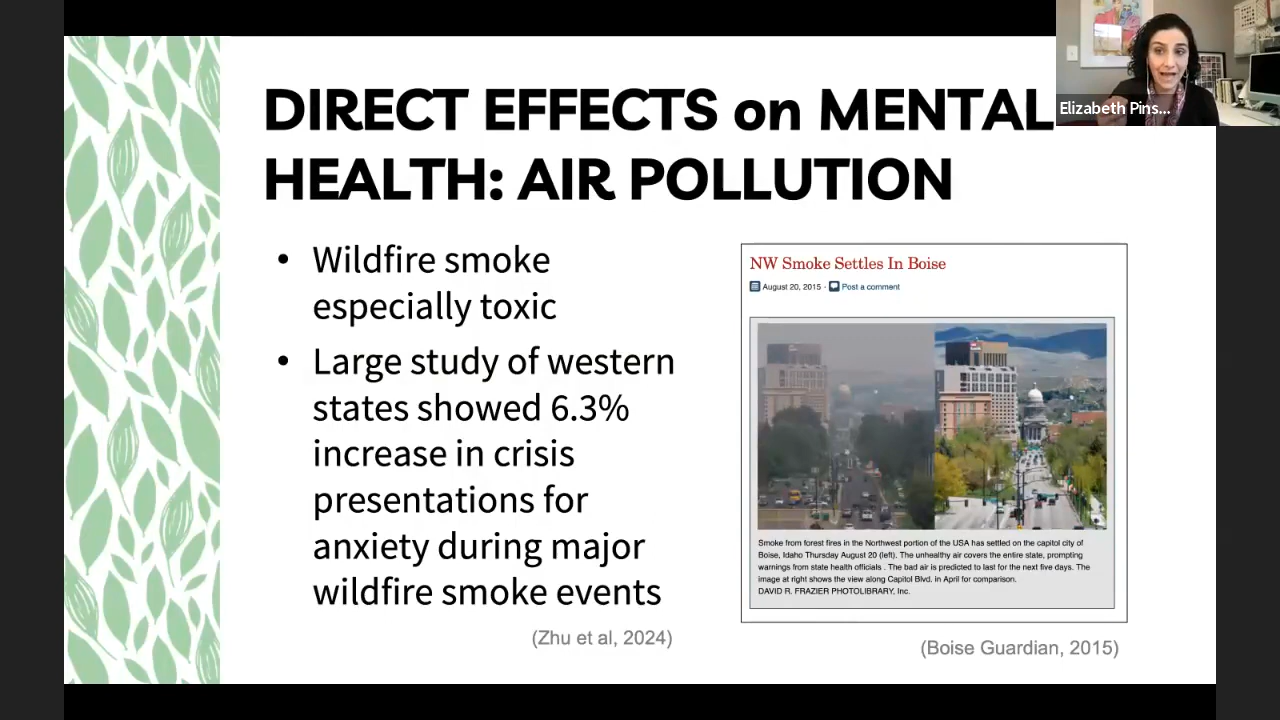 DIRECT EFFECTS on MENTAL
HEALTH: AIR POLLUTION
Elizabeth Pins...
• Wildfire smoke
especially toxic
• Large study of western
states showed 6.3%
increase in crisis
presentations for
anxiety during major
wildfire smoke events
(Zhu et al, 2024)
NW Smoke Settles In Boise
August 20, 2015 - Post a comment
Smoke from forest fires in the Northwest portion of the USA has settled on the capitol city of
Boise, Idaho Thursday August 20 (left). The unhealthy air covers the entire state, prompting
warnings from state health officials . The bad air is predicted to last for the next five days. The
image at right shows the view along Capitol Blvd. in April for comparison.
DAVID R. FRAZIER PHOTOLIBRARY, Inc.
(Boise Guardian, 2015)